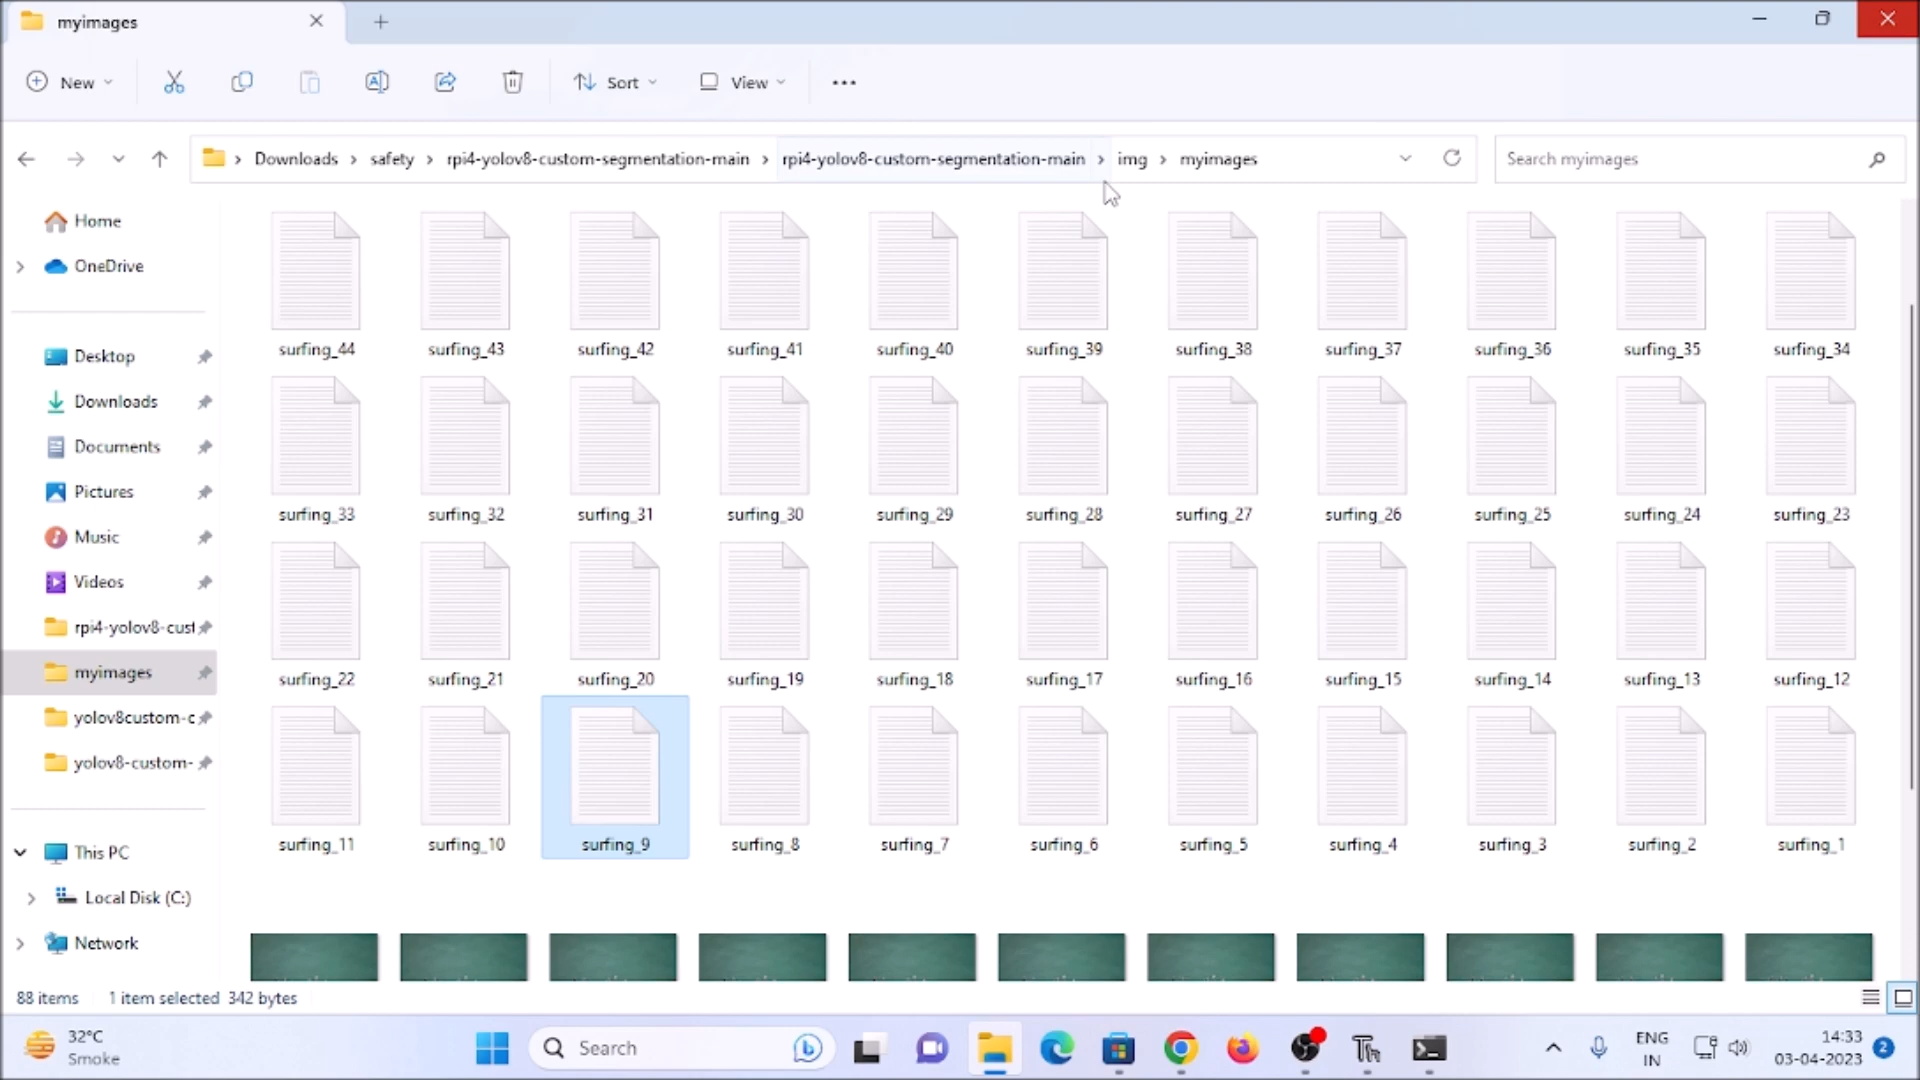 myimages
New
Sort
View
Downloads
safety
rpi4-yolov8-custom-segmentation-main
rpi4-yolov8-custom-segmentation-main
img
myimages
Search myimages
Home
OneDrive
Desktop
Downloads
Documents
Pictures
Music
Videos
rpi4-yolov8-cust
myimages
yolov8custom-c
yolov8-custom-
This PC
Local Disk (C:)
Network
surfing_44 surfing_43 surfing_42 surfing_41 surfing_40 surfing_39 surfing_38 surfing_37 surfing_36 surfing_35 surfing_34
surfing_33 surfing_32 surfing_31 surfing_30 surfing_29 surfing_28 surfing_27 surfing_26 surfing_25 surfing_24 surfing_23
surfing_22 surfing_21 surfing_20 surfing_19 surfing_18 surfing_17 surfing_16 surfing_15 surfing_14 surfing_13 surfing_12
surfing_11 surfing_10 surfing_9 surfing_8 surfing_7 surfing_6 surfing_5 surfing_4 surfing_3 surfing_2 surfing_1
88 items 1 item selected 342 bytes
32°C
Smoke
Search
ENG
IN
14:33
03-04-2023
2